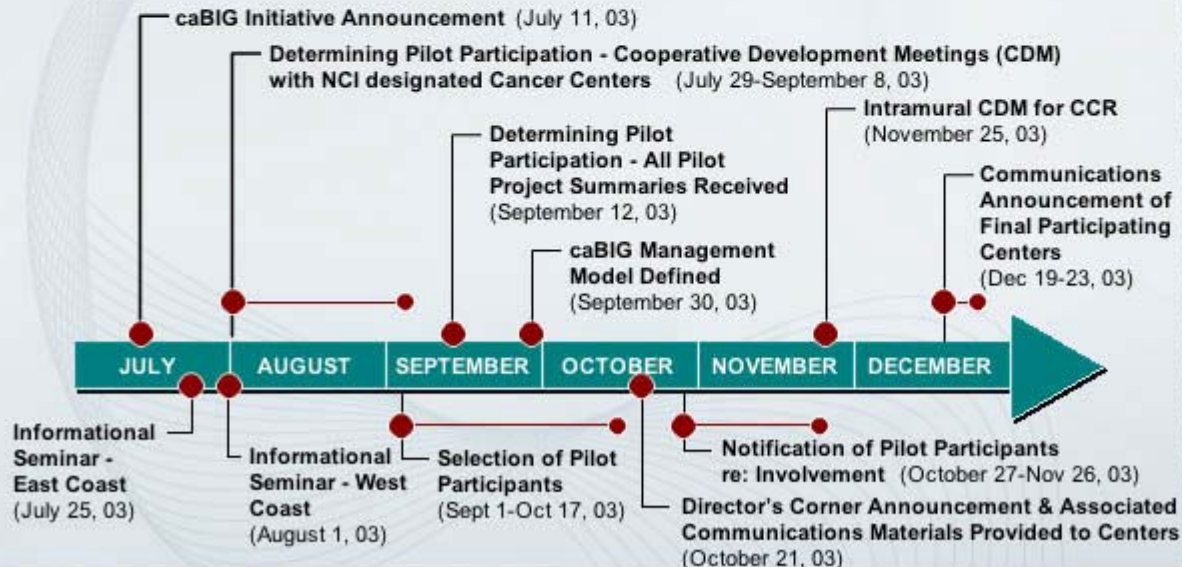 caBIG Initiative Announcement (July 11, 03)
Determining Pilot Participation - Cooperative Development Meetings (CDM)
with NCI designated Cancer Centers (July 29-September 8, 03)
Intramural CDM for CCR
(November 25, 03)
Determining Pilot
Participation - All Pilot
Project Summaries Received
(September 12, 03)
Communications
Announcement of
Final Participating
Centers
(Dec 19-23, 03)
caBIG Management
Model Defined
(September 30, 03)
JULY AUGUST SEPTEMBER OCTOBER NOVEMBER DECEMBER
Informational
Seminar -
East Coast
(July 25, 03)
Informational
Seminar - West
Coast
(August 1, 03)
Selection of Pilot
Participants
(Sept 1-Oct 17, 03)
Notification of Pilot Participants
re: Involvement (October 27-Nov 26, 03)
Director's Corner Announcement & Associated
Communications Materials Provided to Centers
(October 21, 03)